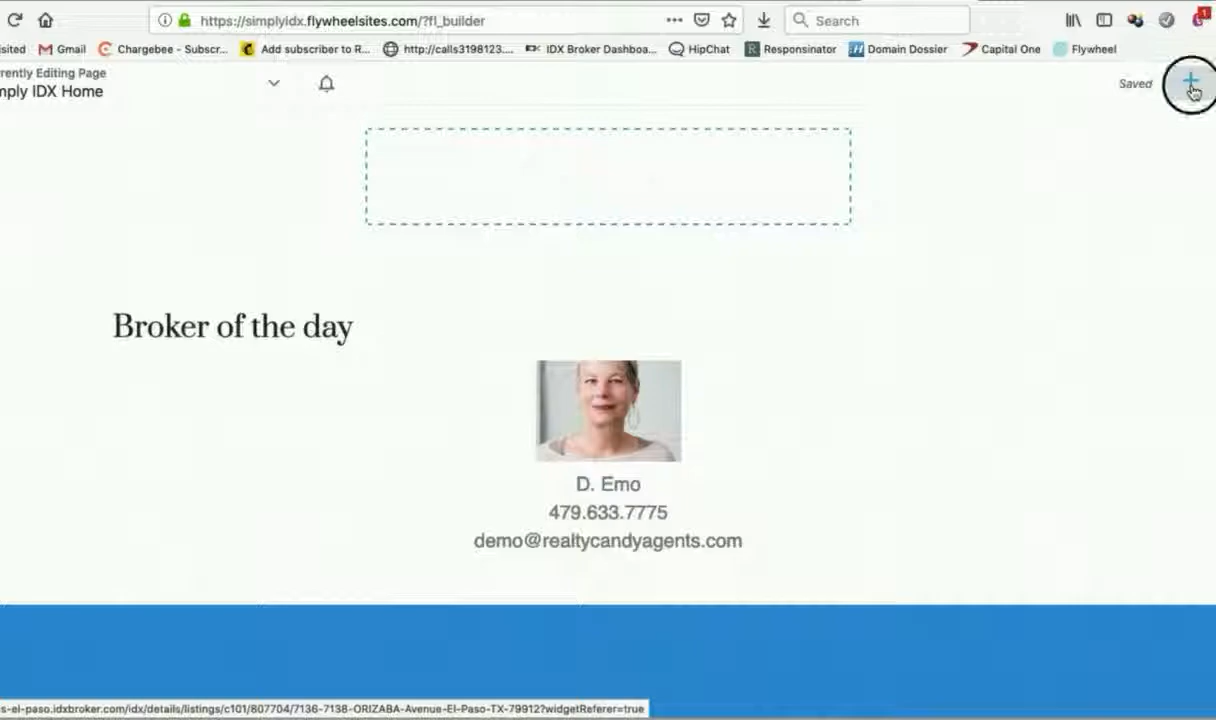 https://simplyidx.flywheelsites.com/?fl_builder
Search
1
isited Gmail Chargebee - Subscr... Add subscriber to R... http://calls3198123.... IDX Broker Dashboa... HipChat Responsinator Domain Dossier Capital One Flywheel
rently Editing Page
mply IDX Home
Saved
Broker of the day
D. Emo
479.633.7775
demo@realtycandyagents.com
s-el-paso.idxbroker.com/idx/details/listings/c101/807704/7136-7138-ORIZABA-Avenue-El-Paso-TX-79912?widgetReferer=true